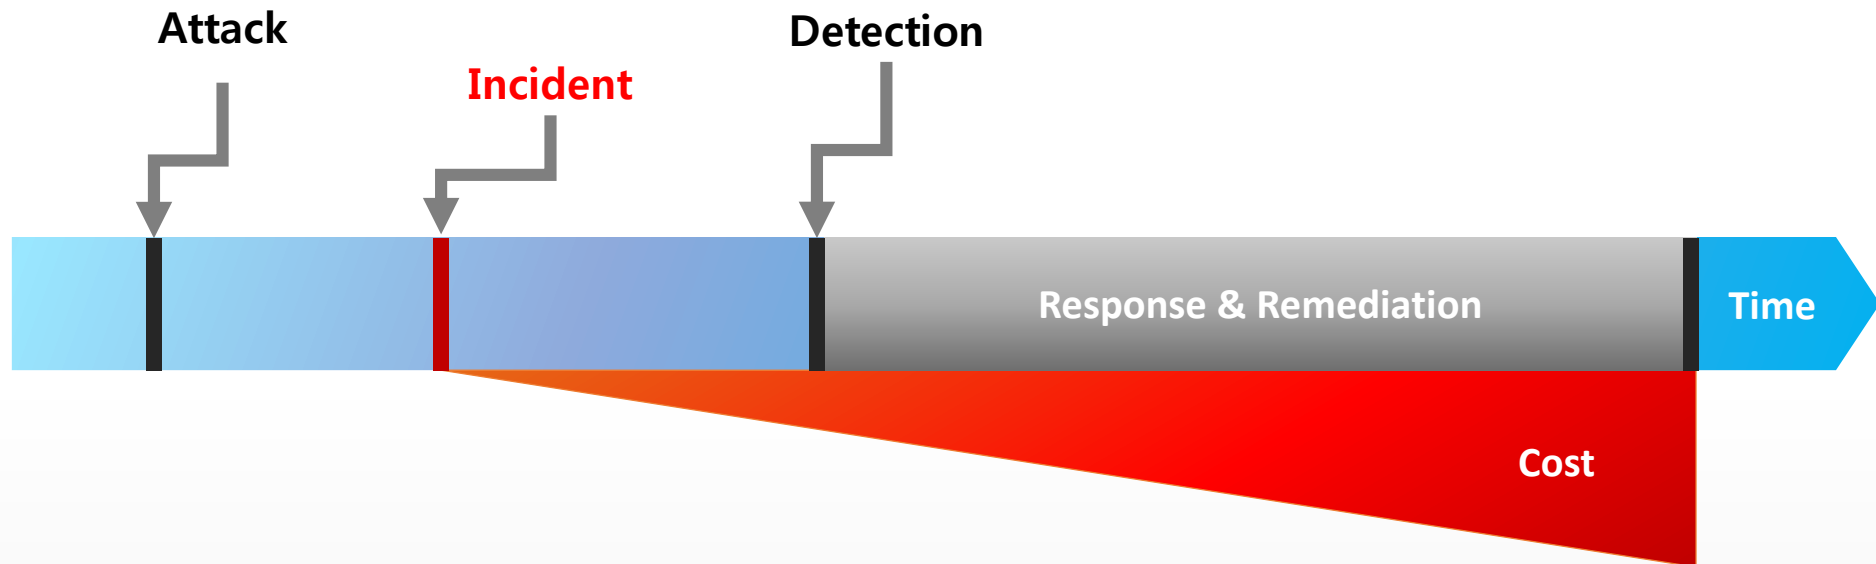 Attack
Incident
Detection
Response & Remediation
Time
Cost